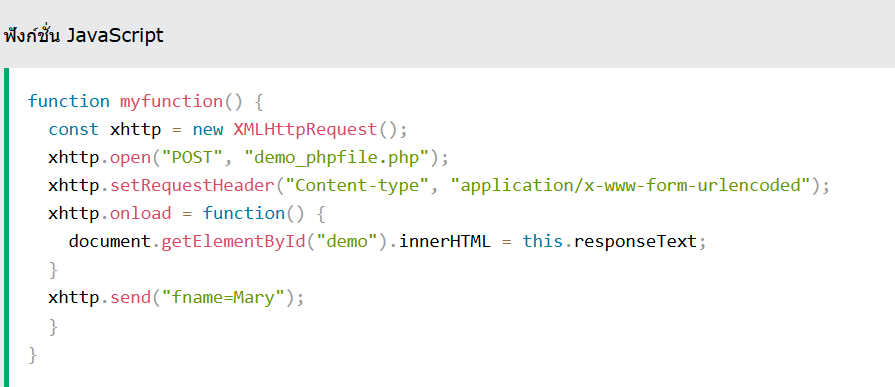 ฟังก์ชั่น JavaScript
function myfunction() {
  const xhttp = new XMLHttpRequest();
  xhttp.open("POST", "demo_phpfile.php");
  xhttp.setRequestHeader("Content-type", "application/x-www-form-urlencoded");
  xhttp.onload = function() {
    document.getElementById("demo").innerHTML = this.responseText;
  }
  xhttp.send("fname=Mary");
  }
}